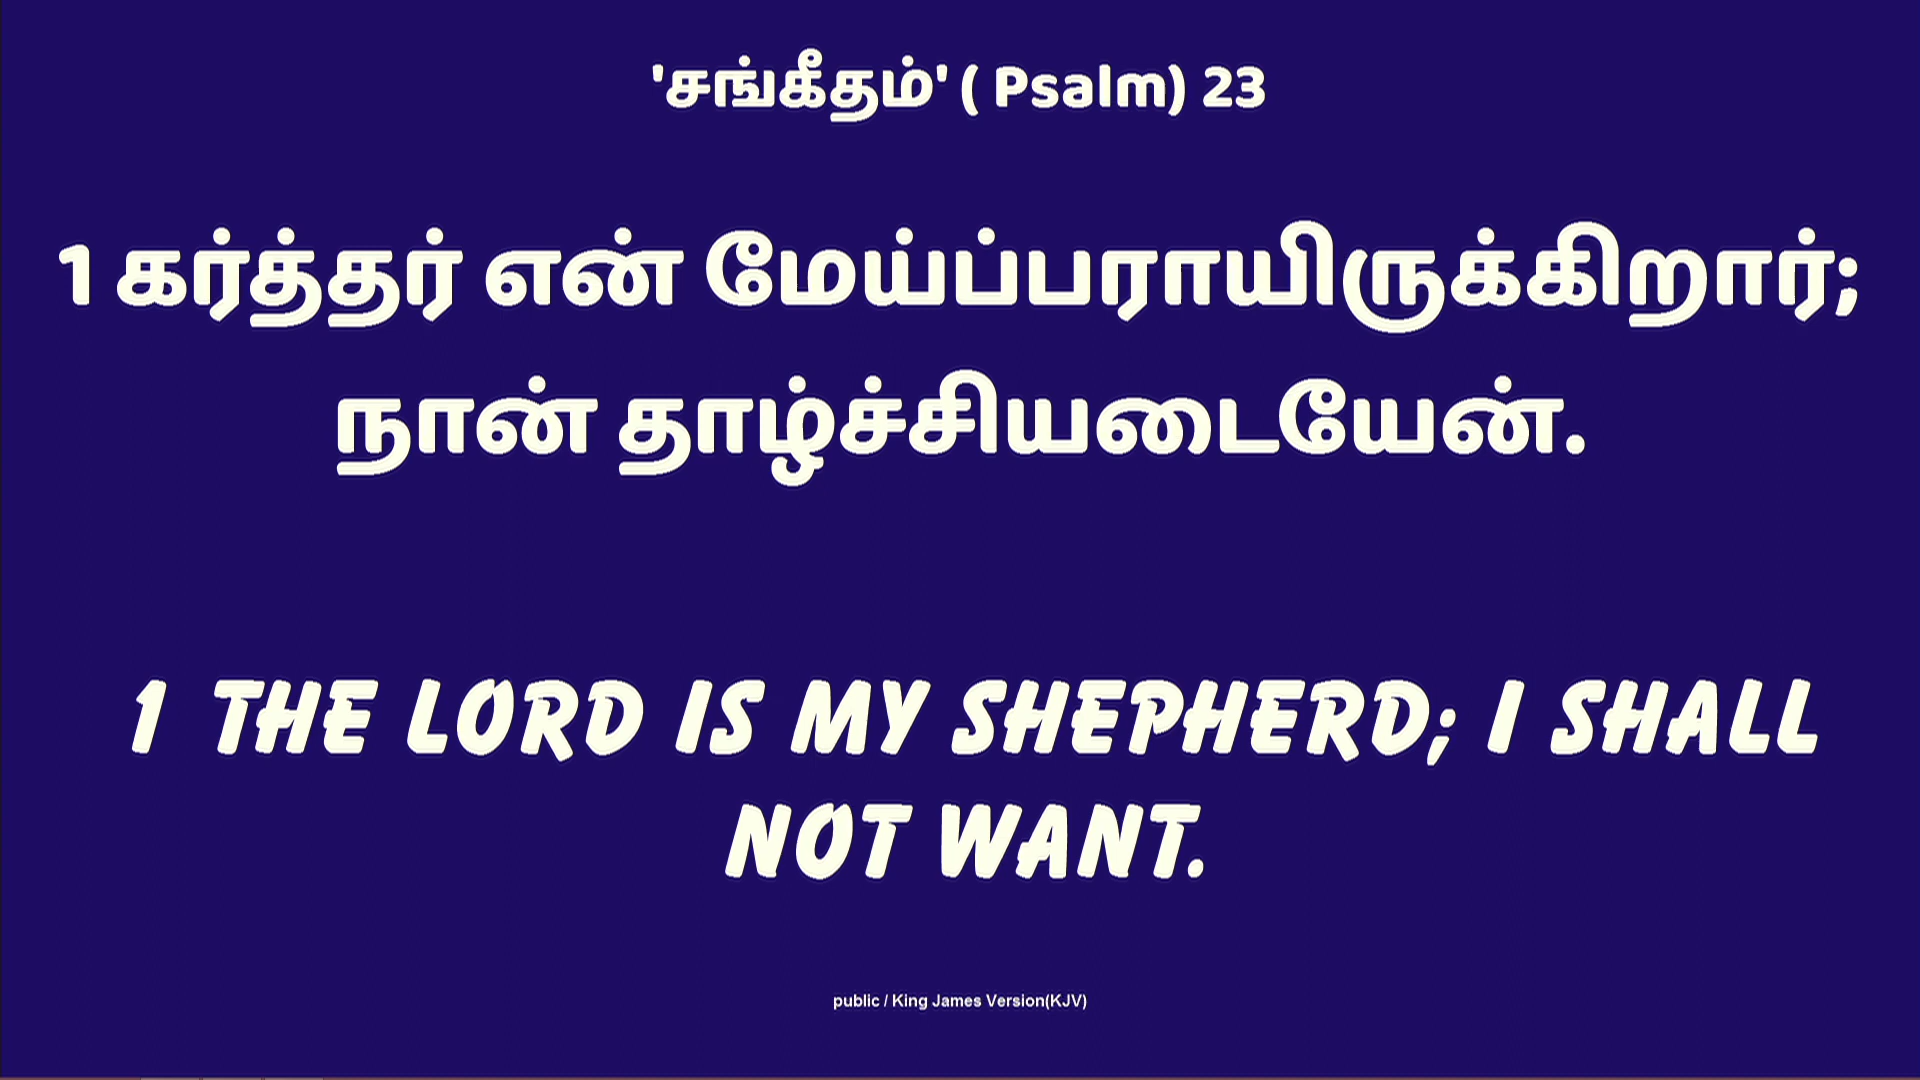 'சங்கீதம்' ( Psalm) 23
1 கர்த்தர் என் மேய்ப்பராயிருக்கிறார்;
நான் தாழ்ச்சியடையேன்.
1 THE LORD IS MY SHEPHERD; I SHALL
NOT WANT.
public / King James Version(KJV)